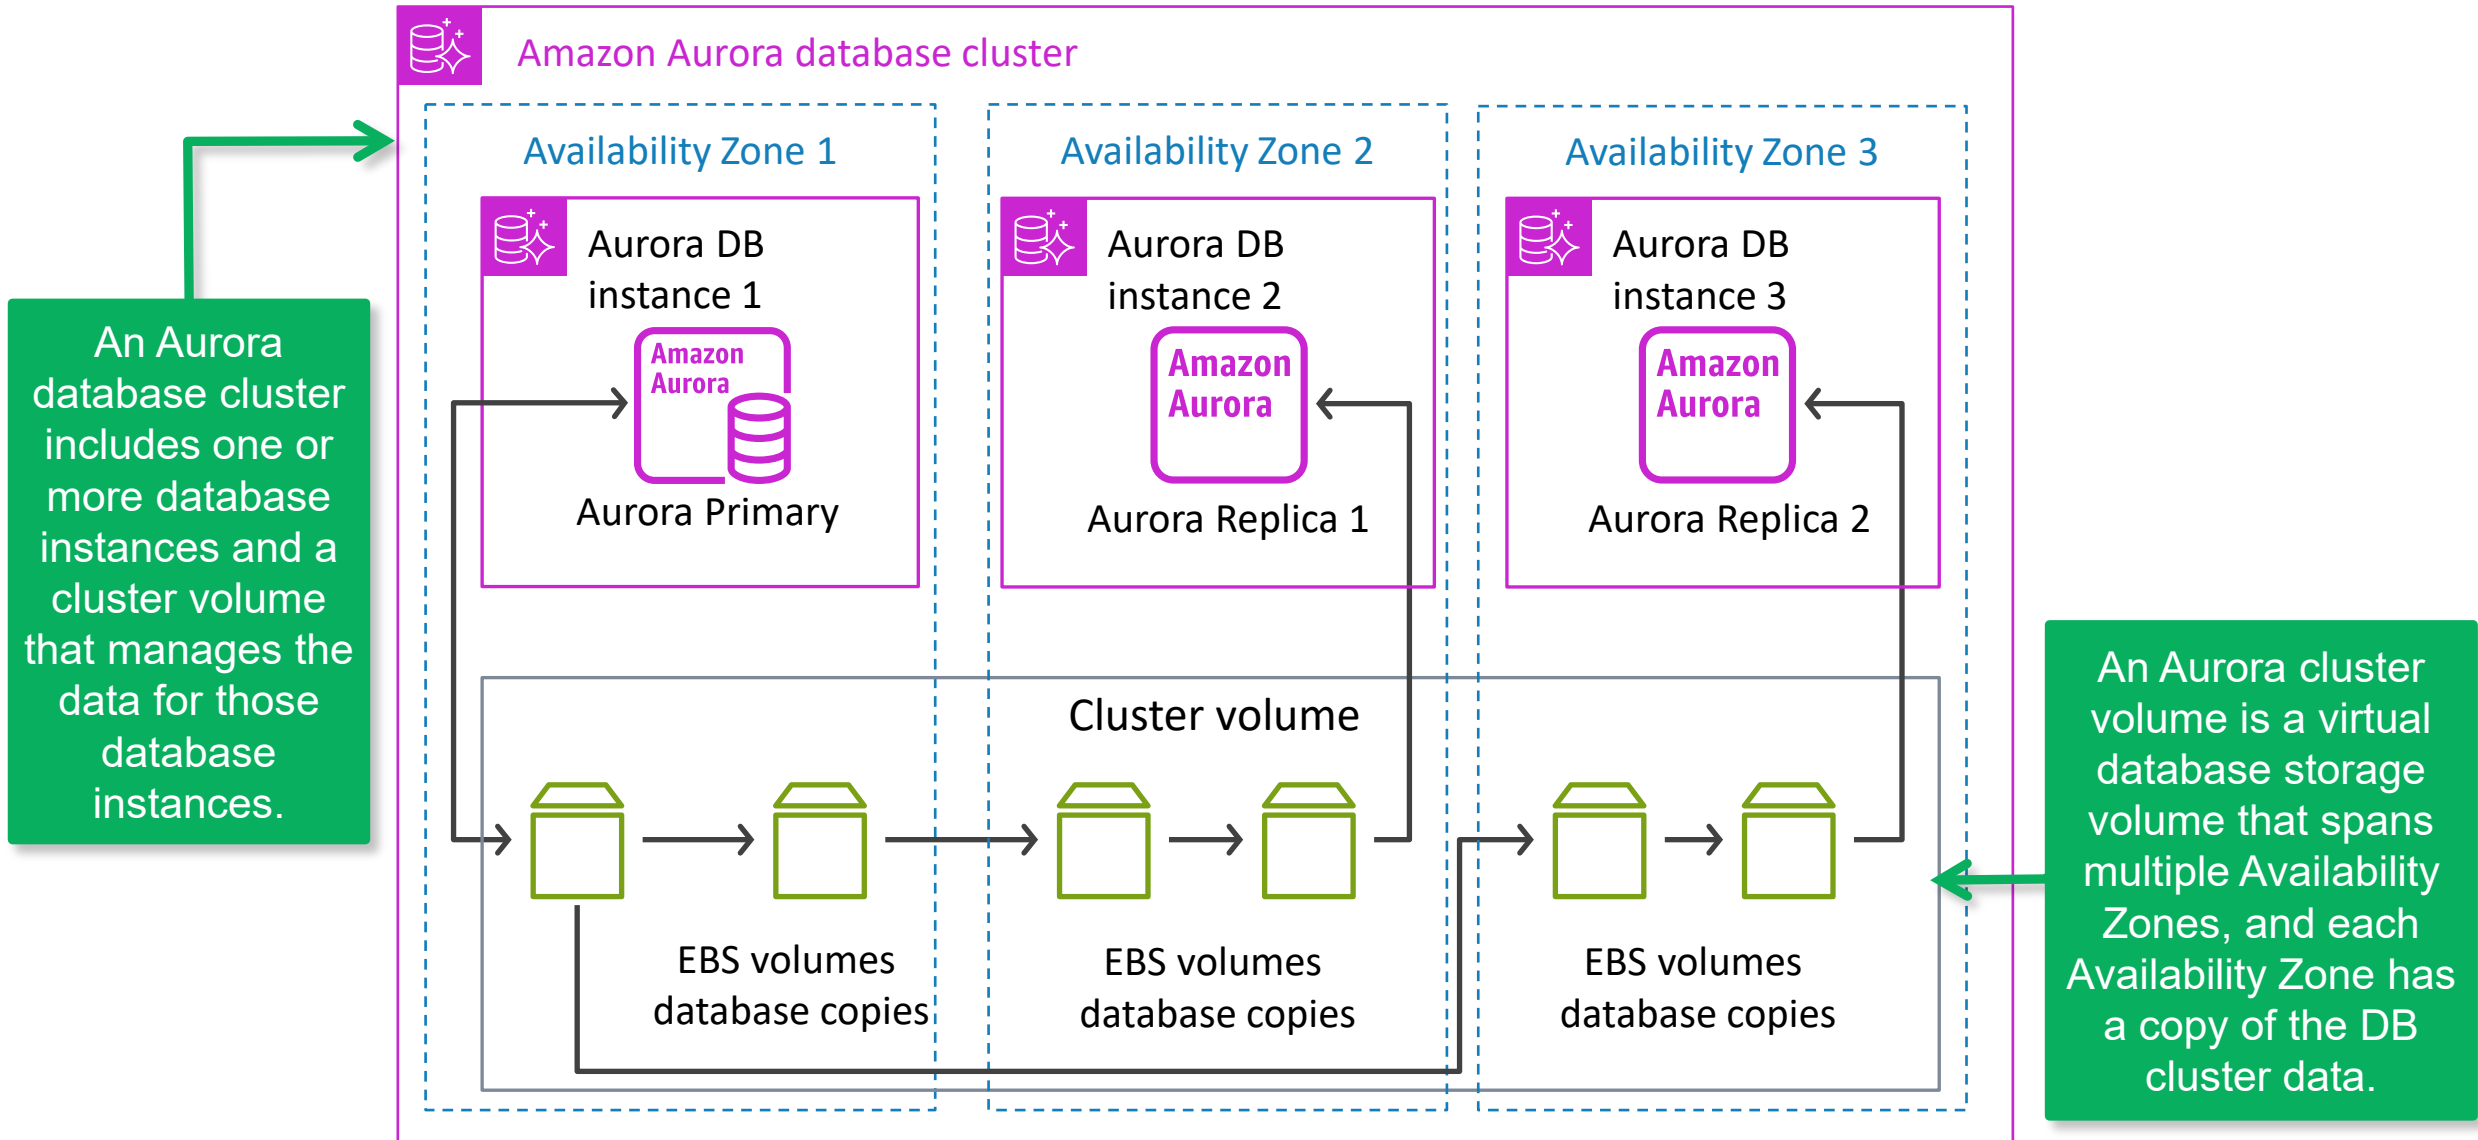 Amazon Aurora database cluster
Availability Zone 1
Availability Zone 2
Availability Zone 3
Aurora DB
instance 1
Amazon
Aurora
Aurora Primary
Aurora DB
instance 2
Amazon
Aurora
Aurora Replica 1
Aurora DB
instance 3
Amazon
Aurora
Aurora Replica 2
An Aurora
database cluster
includes one or
more database
instances and a
cluster volume
that manages the
data for those
database
instances.
Cluster volume
EBS volumes
database copies
EBS volumes
database copies
EBS volumes
database copies
An Aurora cluster
volume is a virtual
database storage
volume that spans
multiple Availability
Zones, and each
Availability Zone has
a copy of the DB
cluster data.